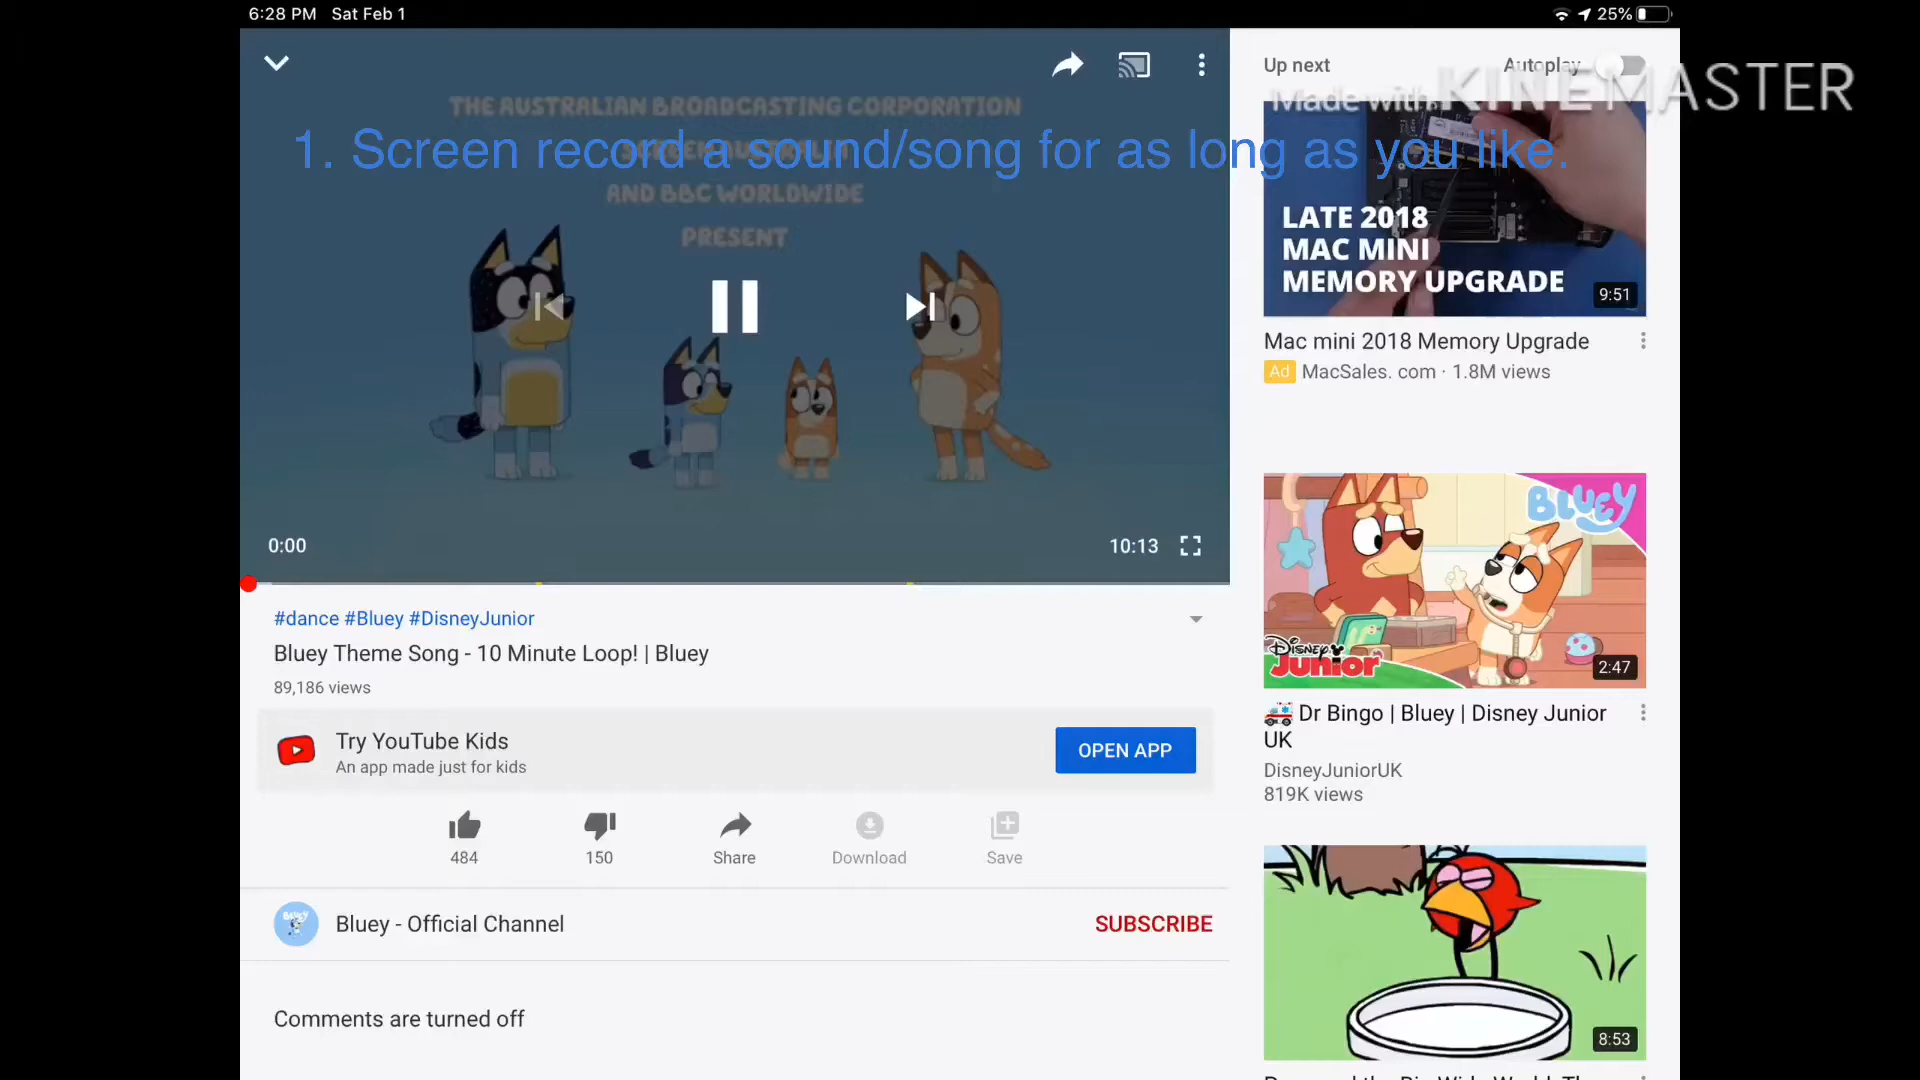 6:28 PM Sat Feb 1
25%
THE AUSTRALIAN BROADCASTING CORPORATION
AND BBC WORLDWIDE
PRESENT
1. Screen record a sound/song for as long as you like.
0:00
10:13
#dance #Bluey #DisneyJunior
Bluey Theme Song - 10 Minute Loop! | Bluey
89,186 views
Try YouTube Kids
An app made just for kids
OPEN APP
484
150
Share
Download
Save
Bluey - Official Channel
SUBSCRIBE
Comments are turned off
Up next
Autoplay
Made with KINEMASTER
LATE 2018
MAC MINI
MEMORY UPGRADE
9:51
Mac mini 2018 Memory Upgrade
Ad MacSales. com · 1.8M views
BLUEY
Disney
Junior
2:47
Dr Bingo | Bluey | Disney Junior
UK
DisneyJuniorUK
819K views
8:53